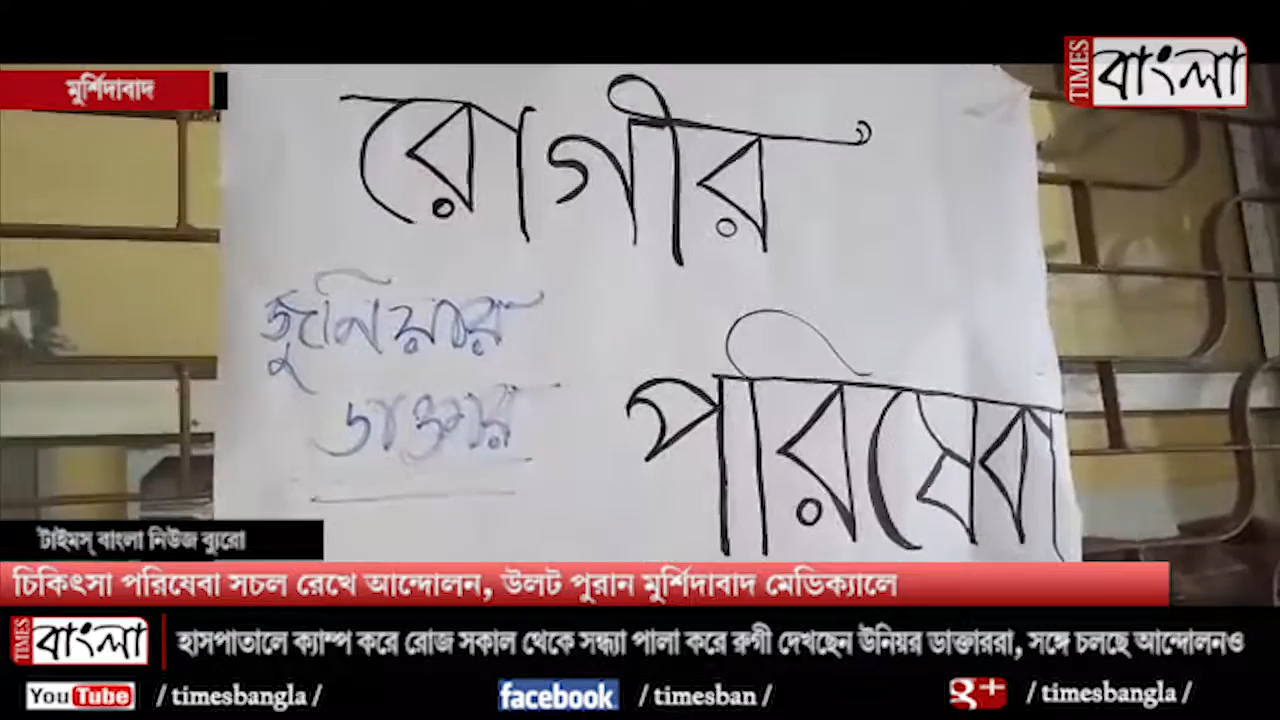 TIMES বাংলা
মুর্শিদাবাদ
রোগীর
জুনিয়ার
ডাক্তার
পরিষেবা
টাইমস্ বাংলা নিউজ ব্যুরো
চিকিৎসা পরিষেবা সচল রেখে আন্দোলন, উলট পুরান মুর্শিদাবাদ মেডিক্যালে
TIMES বাংলা
হাসপাতালে ক্যাম্প করে রোজ সকাল থেকে সন্ধ্যা পালা করে রুগী দেখছেন উনিয়র ডাক্তাররা, সঙ্গে চলছে আন্দোলনও
YouTube / timesbangla / facebook / timesban / g+ / timesbangla /